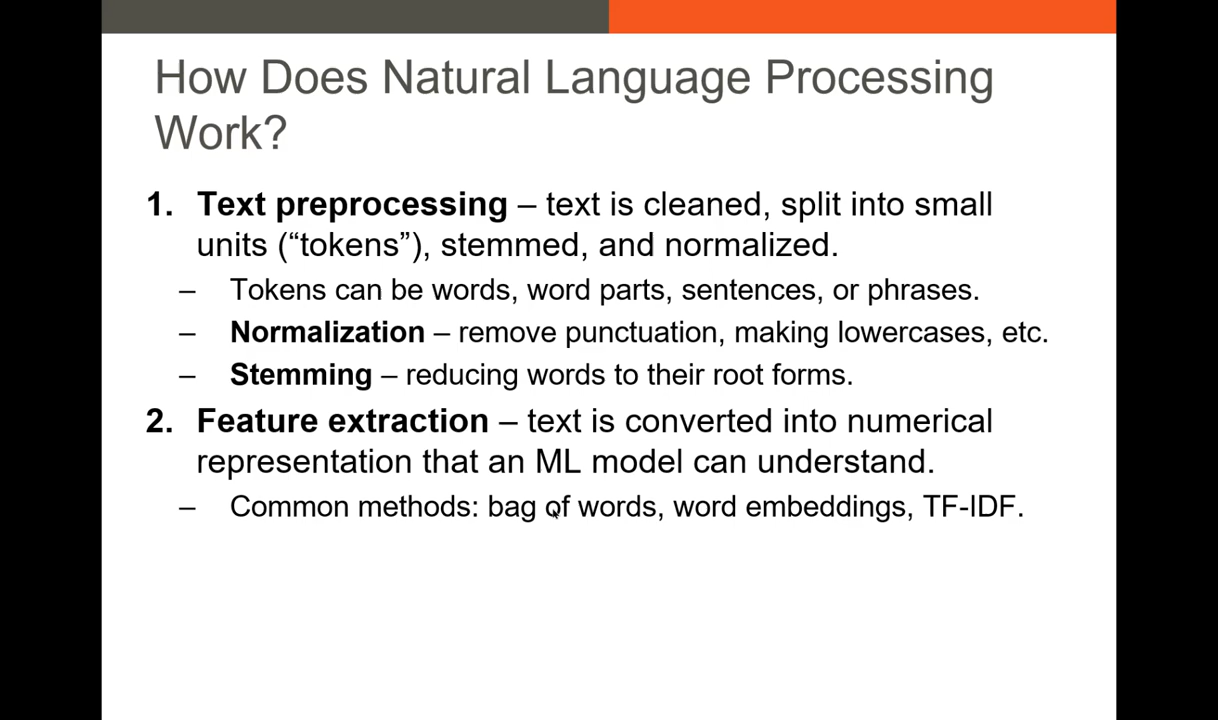 How Does Natural Language Processing
Work?
1. Text preprocessing – text is cleaned, split into small
units (“tokens”), stemmed, and normalized.
– Tokens can be words, word parts, sentences, or phrases.
– Normalization – remove punctuation, making lowercases, etc.
– Stemming – reducing words to their root forms.
2. Feature extraction – text is converted into numerical
representation that an ML model can understand.
– Common methods: bag of words, word embeddings, TF-IDF.